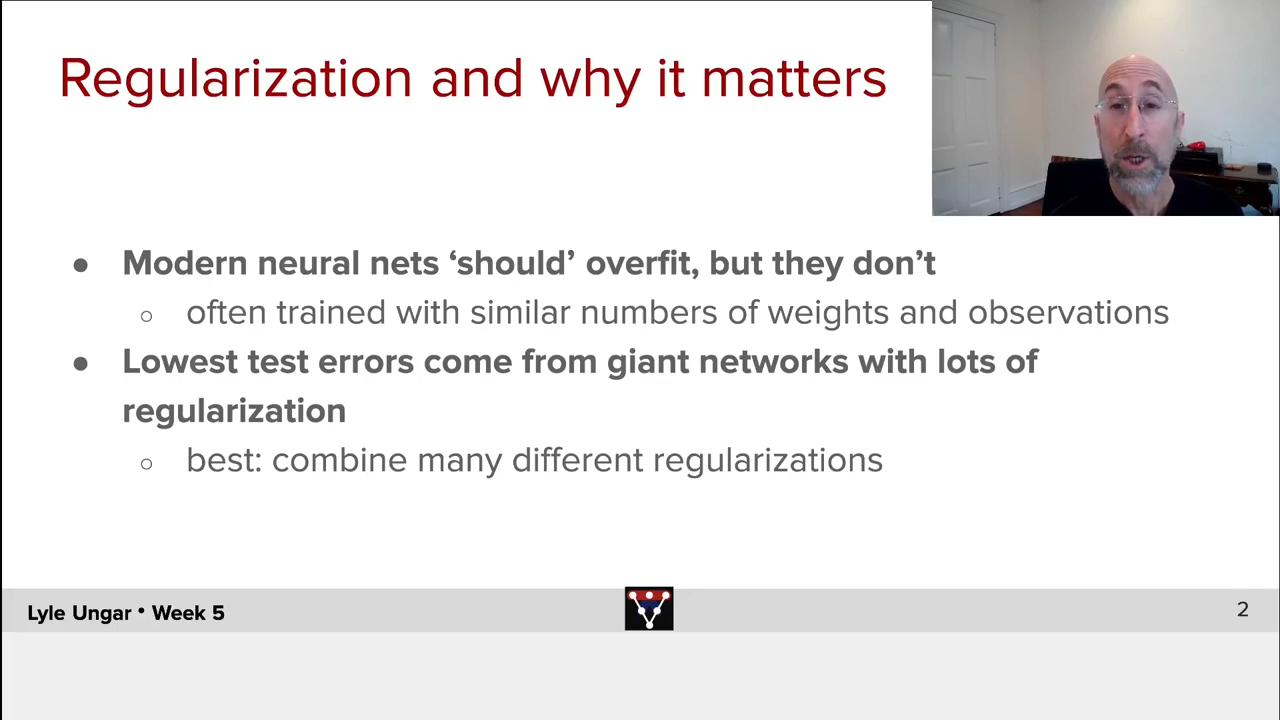 Regularization and why it matters
● Modern neural nets ‘should’ overfit, but they don’t
○ often trained with similar numbers of weights and observations
● Lowest test errors come from giant networks with lots of
regularization
○ best: combine many different regularizations
Lyle Ungar • Week 5
2